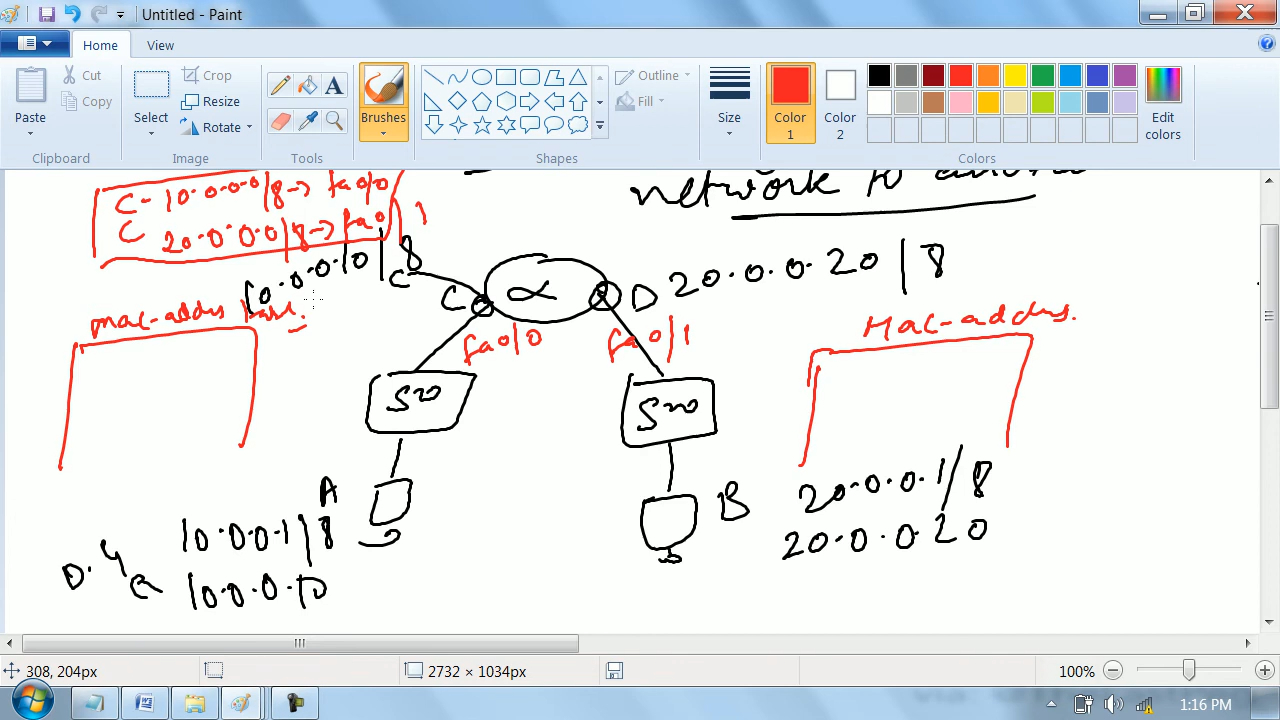 Untitled - Paint
Home
View
Paste
Cut
Copy
Clipboard
Select
Crop
Resize
Rotate
Image
Tools
Brushes
Shapes
Outline
Fill
Size
Color
1
Color
2
Edit
colors
Colors
C - 10.0.0.0/8 → fa0/0
C 20.0.0.0/8 → fa0/1
network to
10.0.0.10/8
C
C
D
20.0.0.20/8
fa0/0
fa0/1
Mac-addres
Mac-addres.
S20
S20
A
B
10.0.0.1/8
D.G
10.0.0.10
20.0.0.1/8
20.0.0.20
308, 204px
2732 × 1034px
100%
1:16 PM